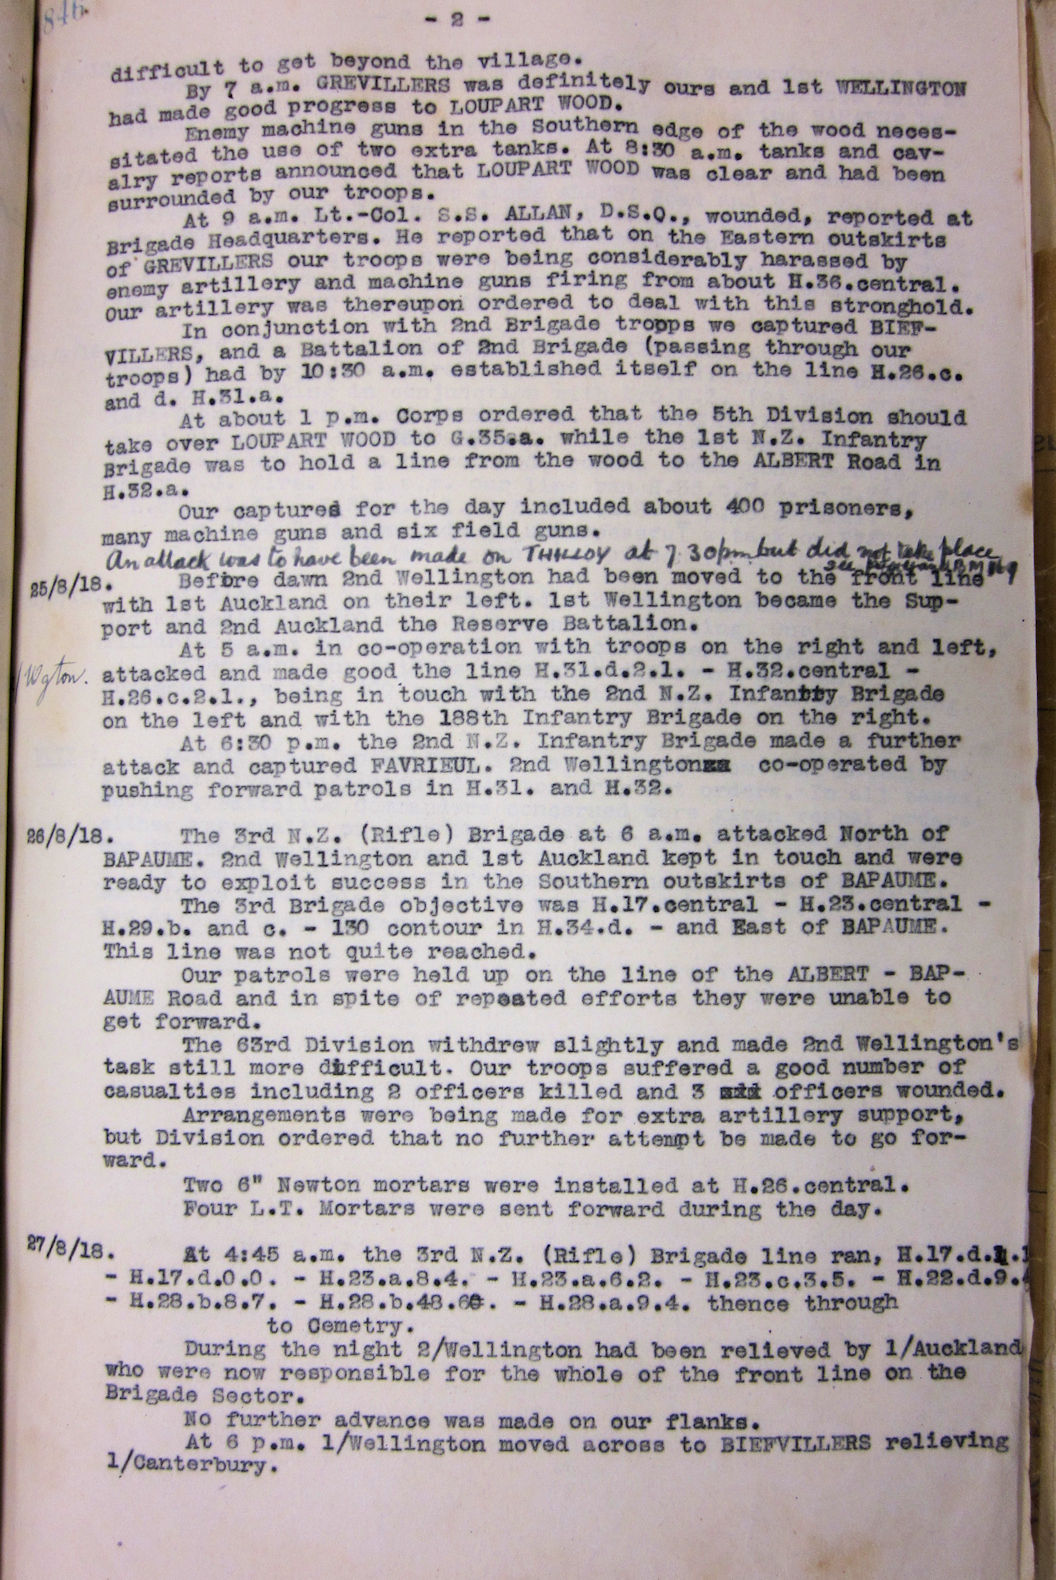 846.
- 2 -
difficult to get beyond the village.
By 7 a.m. GREVILLERS was definitely ours and 1st WELLINGTON
had made good progress to LOUPART WOOD.
Enemy machine guns in the Southern edge of the wood neces-
sitated the use of two extra tanks. At 8:30 a.m. tanks and cav-
alry reports announced that LOUPART WOOD was clear and had been
surrounded by our troops.
At 9 a.m. Lt.-Col. S.S. ALLAN, D.S.O., wounded, reported at
Brigade Headquarters. He reported that on the Eastern outskirts
of GREVILLERS our troops were being considerably harassed by
enemy artillery and machine guns firing from about H.36.central.
Our artillery was thereupon ordered to deal with this stronghold.
In conjunction with 2nd Brigade tropps we captured BIEF-
VILLERS, and a Battalion of 2nd Brigade (passing through our
troops) had by 10:30 a.m. established itself on the line H.26.c.
and d. H.31.a.
At about 1 p.m. Corps ordered that the 5th Division should
take over LOUPART WOOD to G.35.a. while the 1st N.Z. Infantry
Brigade was to hold a line from the wood to the ALBERT Road in
H.32.a.
Our captures for the day included about 400 prisoners,
many machine guns and six field guns.
An attack was to have been made on THILLOY at 7 30pm but did not take place
see BM 169
25/8/18. Before dawn 2nd Wellington had been moved to the front line
with 1st Auckland on their left. 1st Wellington became the Sup-
port and 2nd Auckland the Reserve Battalion.
At 5 a.m. in co-operation with troops on the right and left,
/Wgton. attacked and made good the line H.31.d.2.1. - H.32.central -
H.26.c.2.1., being in touch with the 2nd N.Z. Infantry Brigade
on the left and with the 188th Infantry Brigade on the right.
At 6:30 p.m. the 2nd N.Z. Infantry Brigade made a further
attack and captured FAVRIEUL. 2nd Wellington co-operated by
pushing forward patrols in H.31. and H.32.
26/8/18. The 3rd N.Z. (Rifle) Brigade at 6 a.m. attacked North of
BAPAUME. 2nd Wellington and 1st Auckland kept in touch and were
ready to exploit success in the Southern outskirts of BAPAUME.
The 3rd Brigade objective was H.17.central - H.23.central -
H.29.b. and c. - 130 contour in H.34.d. - and East of BAPAUME.
This line was not quite reached.
Our patrols were held up on the line of the ALBERT - BAP-
AUME Road and in spite of repeated efforts they were unable to
get forward.
The 63rd Division withdrew slightly and made 2nd Wellington's
task still more difficult. Our troops suffered a good number of
casualties including 2 officers killed and 3 officers wounded.
Arrangements were being made for extra artillery support,
but Division ordered that no further attempt be made to go for-
ward.
Two 6" Newton mortars were installed at H.26.central.
Four L.T. Mortars were sent forward during the day.
27/8/18. At 4:45 a.m. the 3rd N.Z. (Rifle) Brigade line ran, H.17.d.1.1
- H.17.d.0.0. - H.23.a.8.4. - H.23.a.6.2. - H.23.c.3.5. - H.22.d.9.4
- H.28.b.8.7. - H.28.b.48.60. - H.28.a.9.4. thence through
to Cemetry.
During the night 2/Wellington had been relieved by 1/Auckland
who were now responsible for the whole of the front line on the
Brigade Sector.
No further advance was made on our flanks.
At 6 p.m. 1/Wellington moved across to BIEFVILLERS relieving
1/Canterbury.